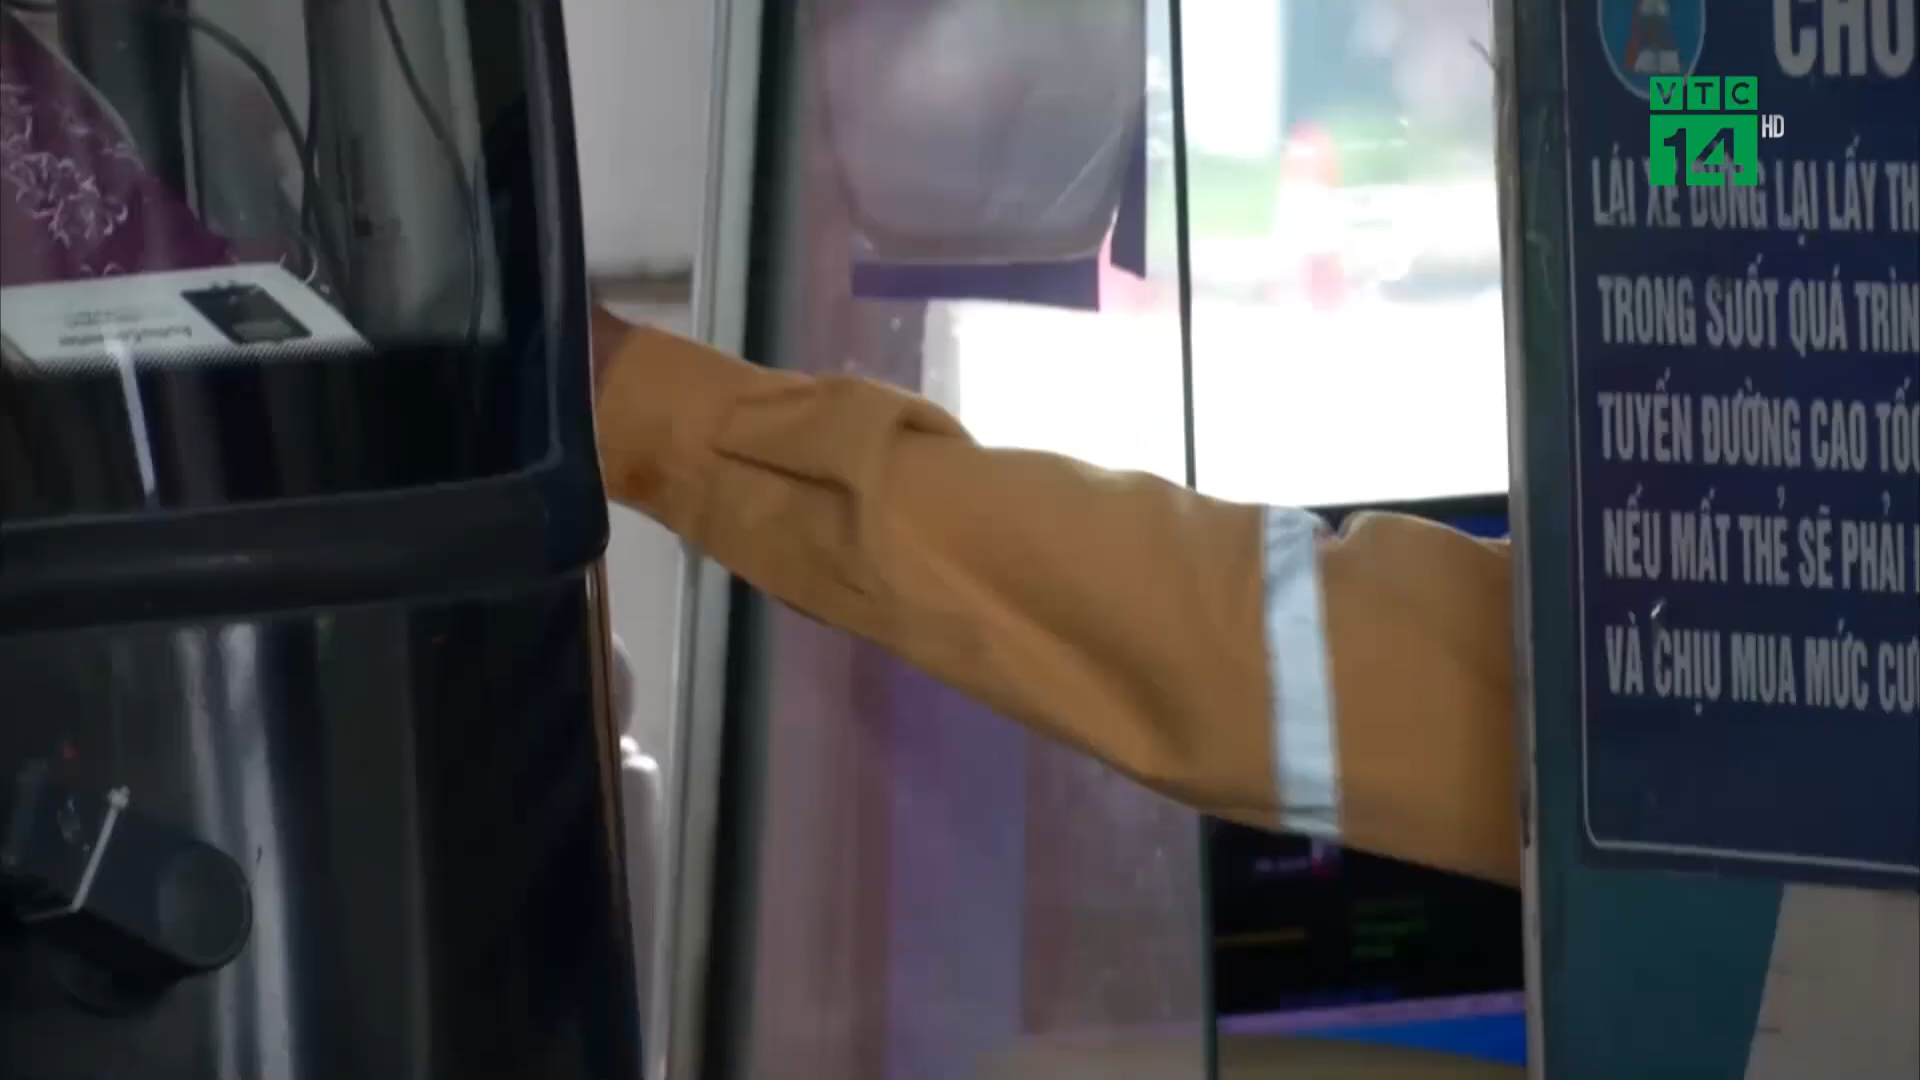 CHÚ
VTC
14 HD
LÁI XE DỪNG LẠI LẤY TH
TRONG SUỐT QUÁ TRÌN
TUYẾN ĐƯỜNG CAO TỐC
NẾU MẤT THẺ SẼ PHẢI
VÀ CHỊU MUA MỨC CƯ